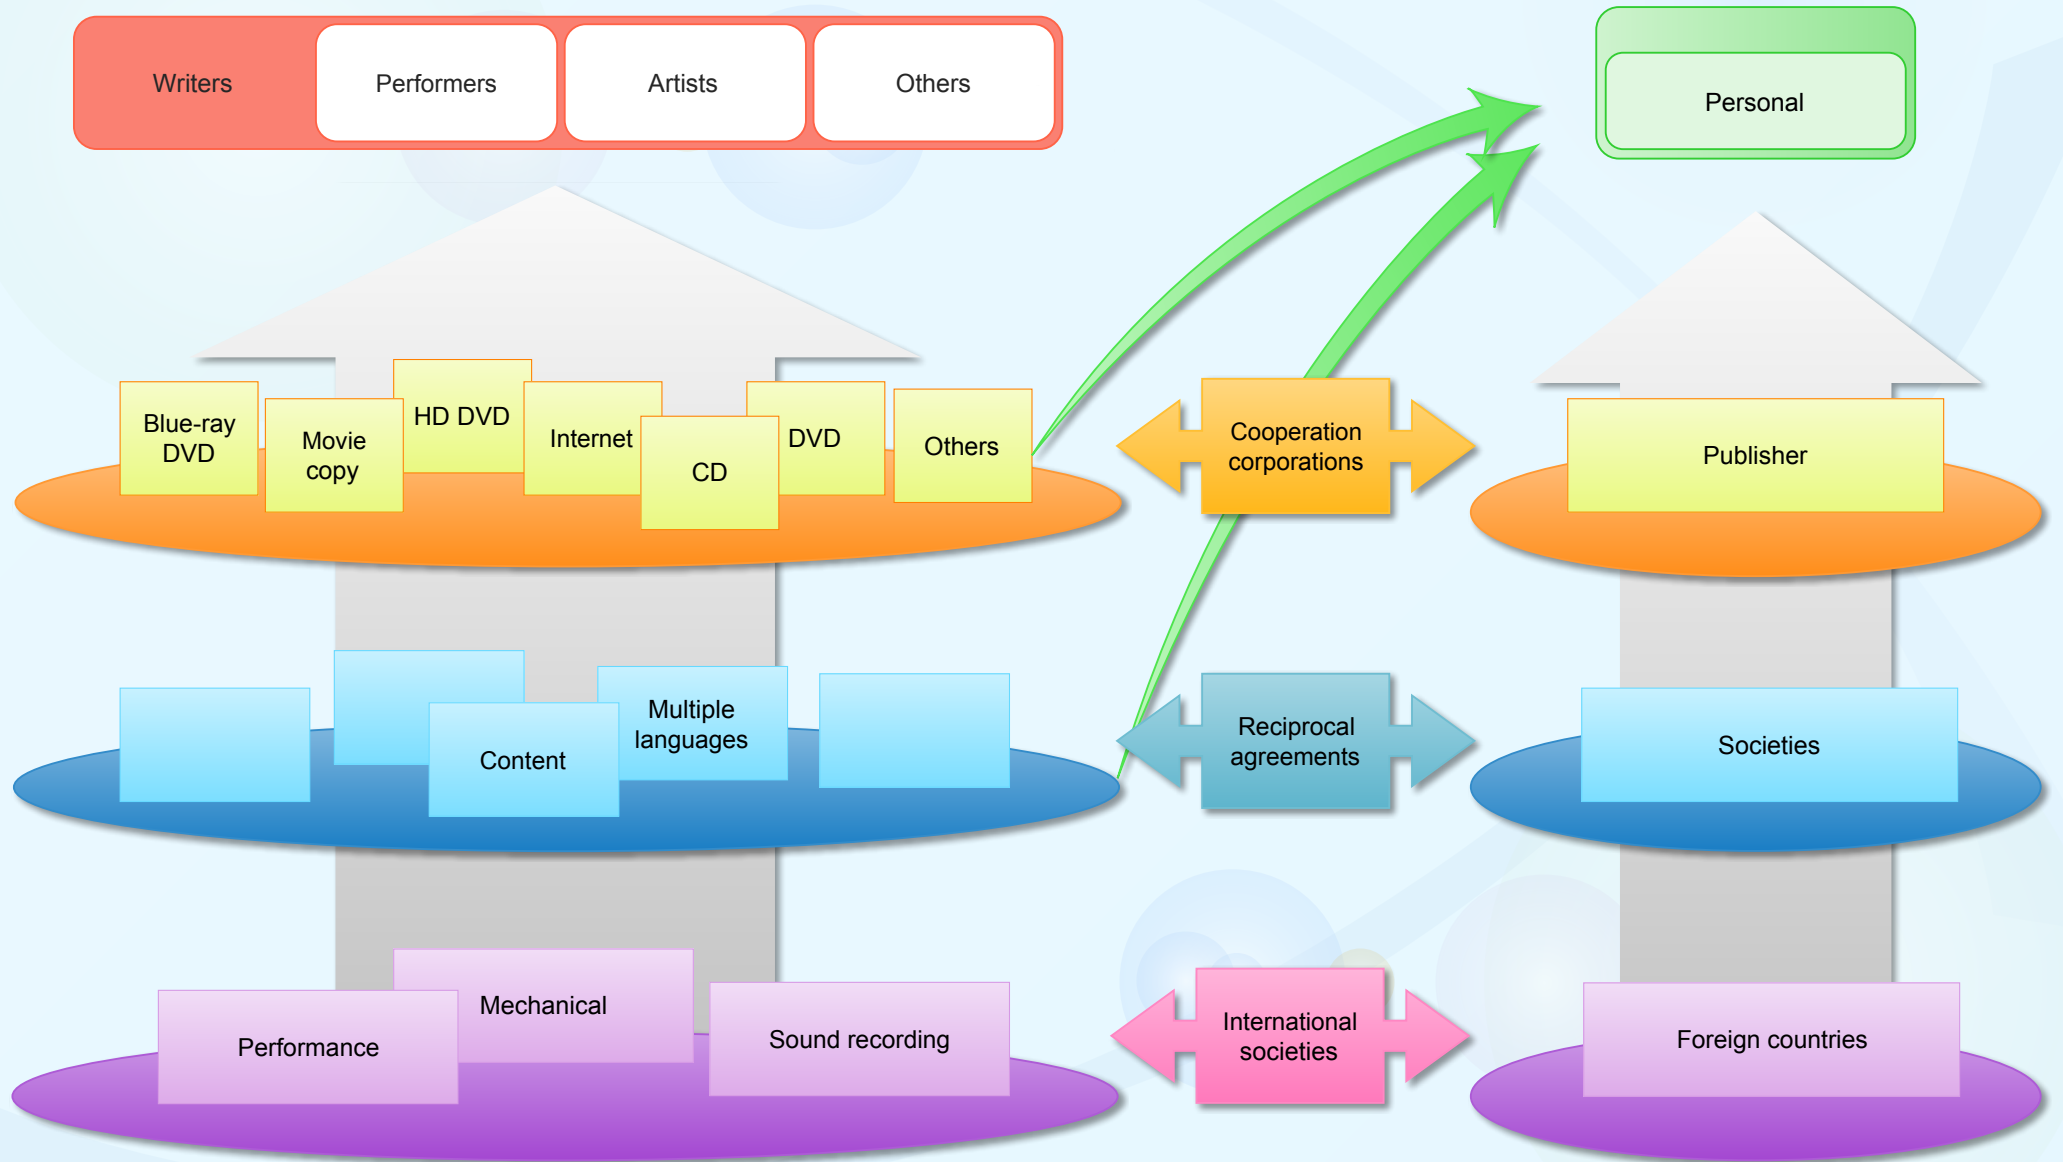 Writers
Performers
Artists
Others
Personal
Blue-ray
DVD
Movie
copy
HD DVD
Internet
CD
DVD
Others
Cooperation
corporations
Publisher
Content
Multiple
languages
Reciprocal
agreements
Societies
Performance
Mechanical
Sound recording
International
societies
Foreign countries